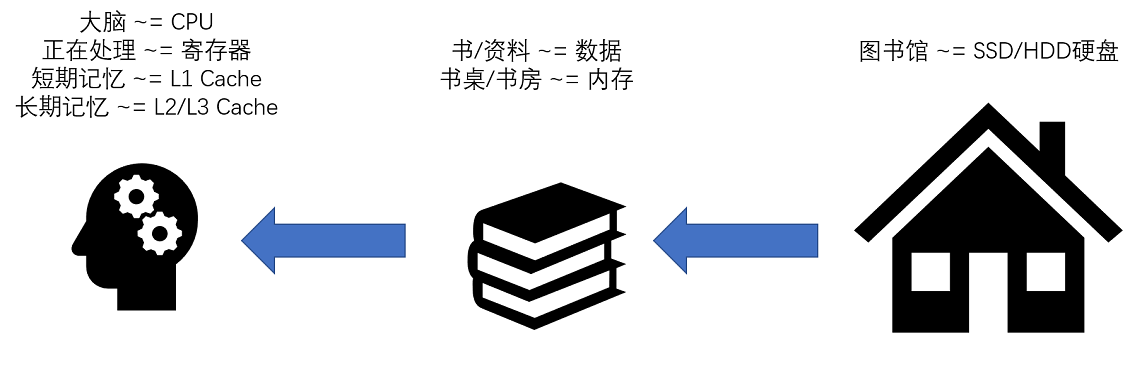 大脑 ~= CPU
正在处理 ~= 寄存器
短期记忆 ~= L1 Cache
长期记忆 ~= L2/L3 Cache
书/资料 ~= 数据
书桌/书房 ~= 内存
图书馆 ~= SSD/HDD硬盘